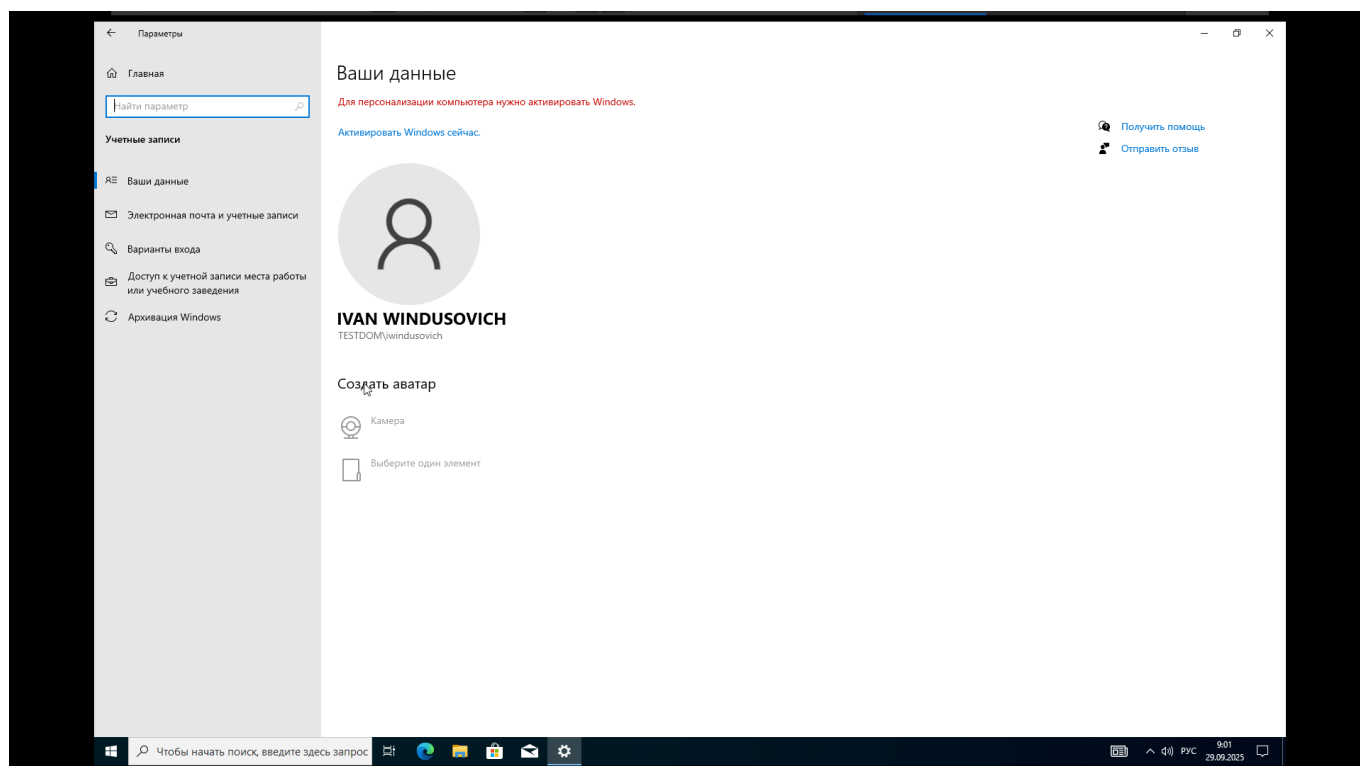 Параметры
Главная
Найти параметр
Учетные записи
Ваши данные
Электронная почта и учетные записи
Варианты входа
Доступ к учетной записи места работы
или учебного заведения
Архивация Windows
Ваши данные
Для персонализации компьютера нужно активировать Windows.
Активировать Windows сейчас.
IVAN WINDUSOVICH
TESTDOM\iwindusovich
Создать аватар
Камера
Выберите один элемент
Получить помощь
Отправить отзыв
Чтобы начать поиск, введите здесь запрос
РУС
9:01
29.09.2025